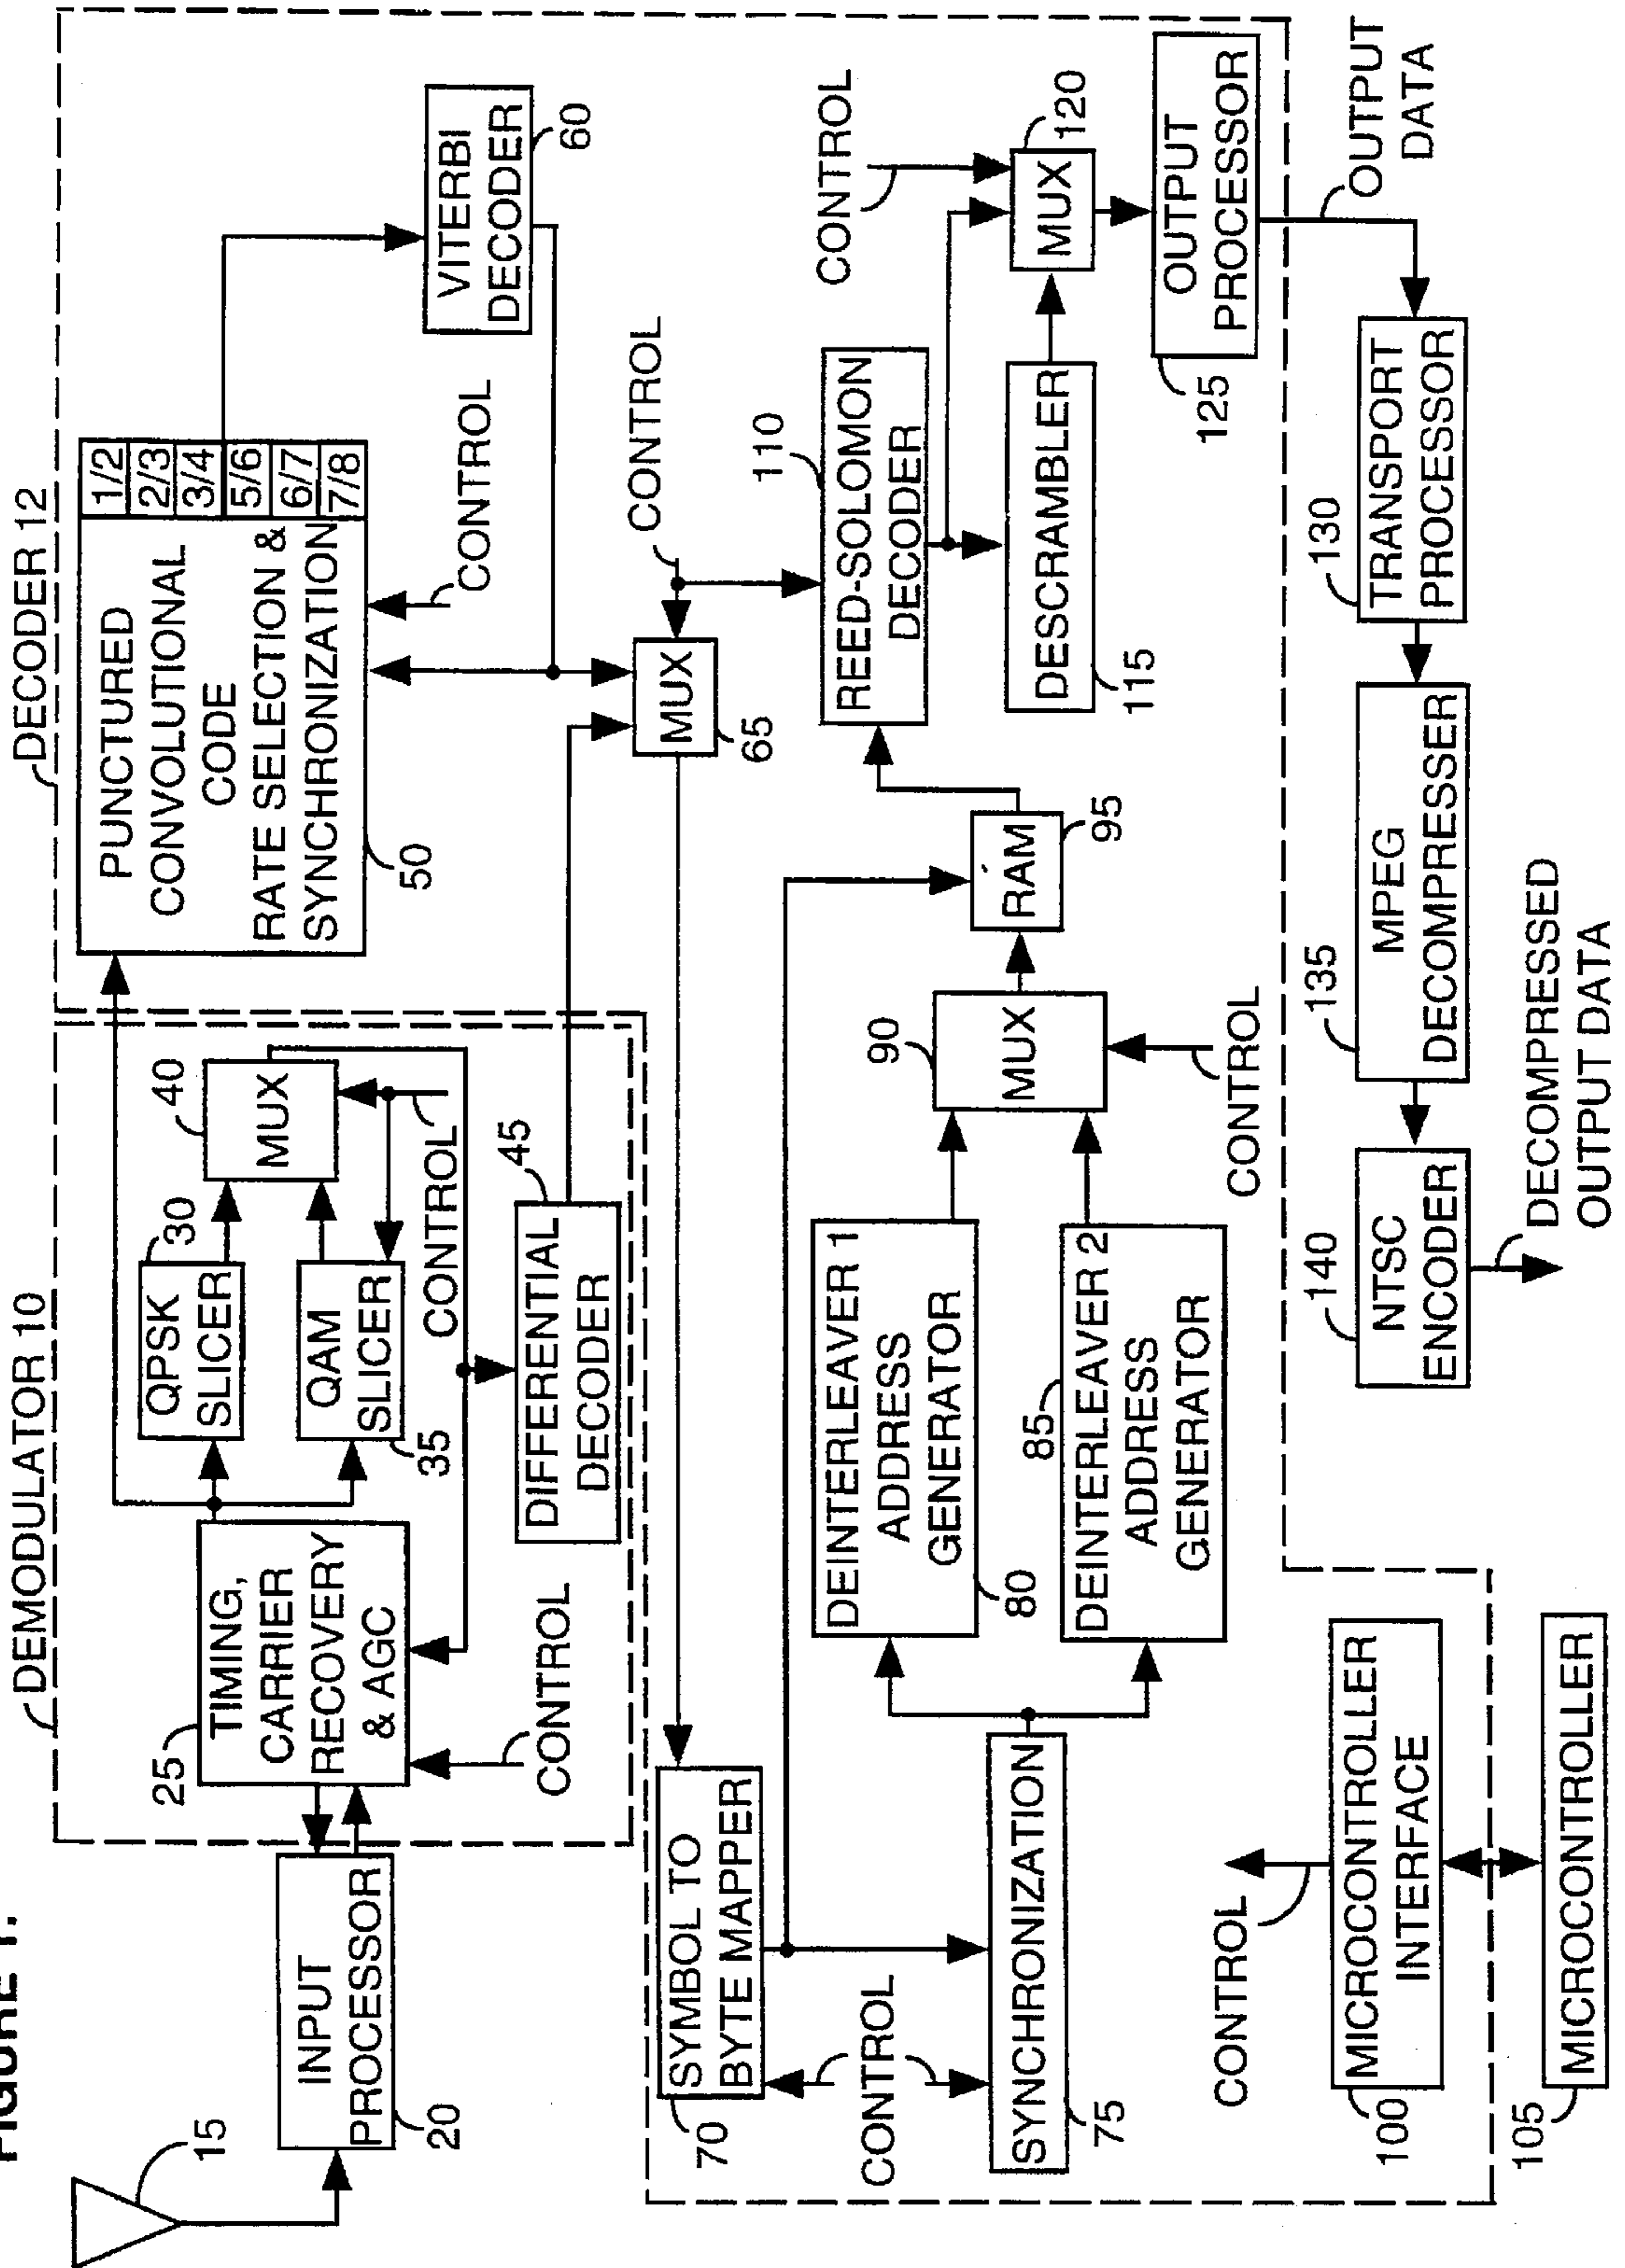 FIGURE 1.
DEMODULATOR 10
DECODER 12
15
INPUT
PROCESSOR
20
25
TIMING,
CARRIER
RECOVERY
& AGC
CONTROL
QPSK
SLICER
30
QAM
SLICER
35
40
MUX
CONTROL
DIFFERENTIAL
DECODER
45
PUNCTURED
CONVOLUTIONAL
CODE
RATE SELECTION &
SYNCHRONIZATION
1/2
2/3
3/4
5/6
6/7
7/8
50
CONTROL
VITERBI
DECODER
60
CONTROL
MUX
65
SYMBOL TO
BYTE MAPPER
70
CONTROL
SYNCHRONIZATION
75
DEINTERLEAVER 1
ADDRESS
GENERATOR
80
DEINTERLEAVER 2
ADDRESS
GENERATOR
85
90
MUX
CONTROL
RAM
95
110
REED-SOLOMON
DECODER
DESCRAMBLER
115
CONTROL
MUX
120
OUTPUT
PROCESSOR
125
OUTPUT
DATA
CONTROL
MICROCONTROLLER
INTERFACE
100
MICROCONTROLLER
105
130
TRANSPORT
PROCESSOR
135
MPEG
DECOMPRESSER
140
NTSC
ENCODER
DECOMPRESSED
OUTPUT DATA